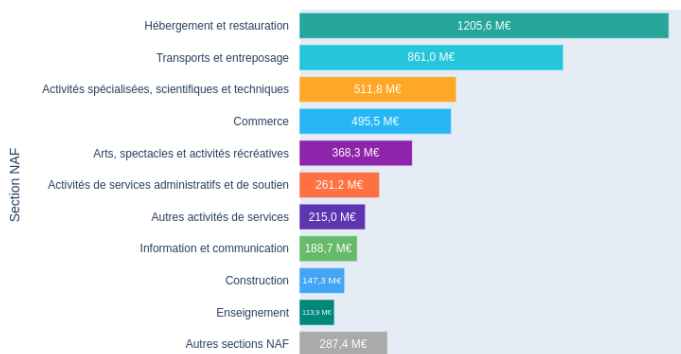 Section NAF
Hébergement et restauration 1205,6 M€
Transports et entreposage 861,0 M€
Activités spécialisées, scientifiques et techniques 511,8 M€
Commerce 495,5 M€
Arts, spectacles et activités récréatives 368,3 M€
Activités de services administratifs et de soutien 261,2 M€
Autres activités de services 215,0 M€
Information et communication 188,7 M€
Construction 147,3 M€
Enseignement 113,9 M€
Autres sections NAF 287,4 M€